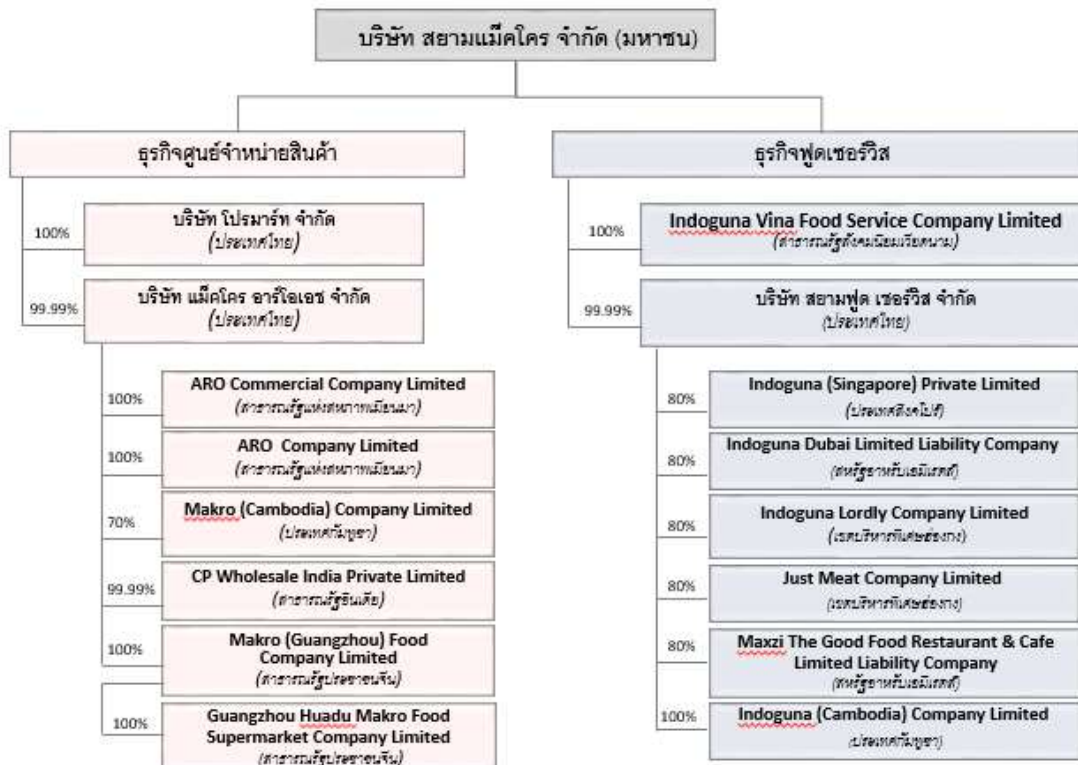 บริษัท สยามแม็คโคร จำกัด (มหาชน)
ธุรกิจศูนย์จำหน่ายสินค้า
100%
บริษัท โปรมาร์ท จำกัด
(ประเทศไทย)
99.99%
บริษัท แม็คโคร อาร์โอเอช จำกัด
(ประเทศไทย)
100%
ARO Commercial Company Limited
(สาธารณรัฐแห่งสหภาพเมียนมา)
100%
ARO Company Limited
(สาธารณรัฐแห่งสหภาพเมียนมา)
70%
Makro (Cambodia) Company Limited
(ประเทศกัมพูชา)
99.99%
CP Wholesale India Private Limited
(สาธารณรัฐอินเดีย)
100%
Makro (Guangzhou) Food
Company Limited
(สาธารณรัฐประชาชนจีน)
100%
Guangzhou Huadu Makro Food
Supermarket Company Limited
(สาธารณรัฐประชาชนจีน)
ธุรกิจฟูดเซอร์วิส
100%
Indoguna Vina Food Service Company Limited
(สาธารณรัฐสังคมนิยมเวียดนาม)
99.99%
บริษัท สยามฟูด เซอร์วิส จำกัด
(ประเทศไทย)
80%
Indoguna (Singapore) Private Limited
(ประเทศสิงคโปร์)
80%
Indoguna Dubai Limited Liability Company
(สหรัฐอาหรับเอมิเรตส์)
80%
Indoguna Lordly Company Limited
(เขตบริหารพิเศษฮ่องกง)
80%
Just Meat Company Limited
(เขตบริหารพิเศษฮ่องกง)
80%
Maxzi The Good Food Restaurant & Cafe
Limited Liability Company
(สหรัฐอาหรับเอมิเรตส์)
100%
Indoguna (Cambodia) Company Limited
(ประเทศกัมพูชา)